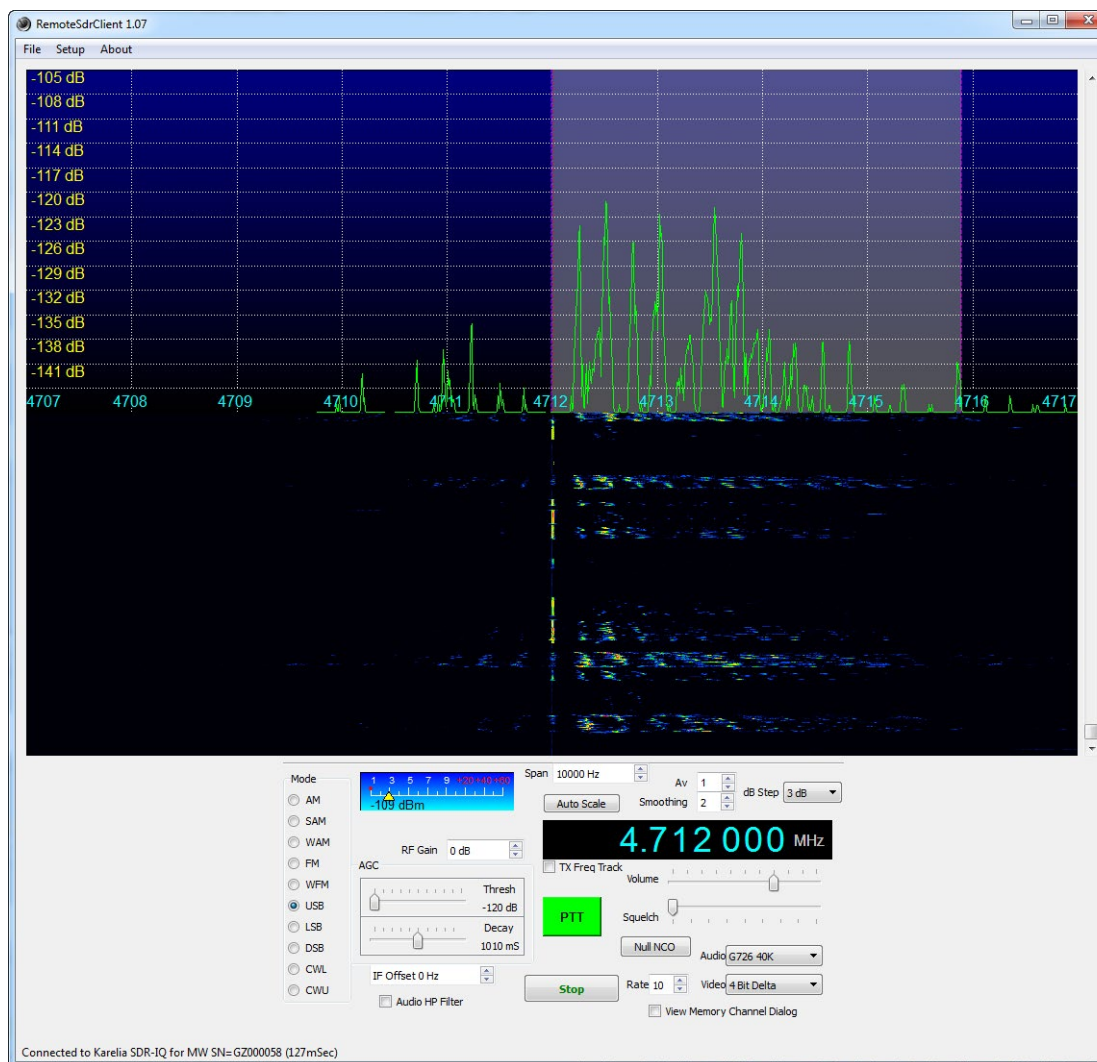 RemoteSdrClient 1.07
File Setup About
-105 dB
-108 dB
-111 dB
-114 dB
-117 dB
-120 dB
-123 dB
-126 dB
-129 dB
-132 dB
-135 dB
-138 dB
-141 dB
4707 4708 4709 4710 4711 4712 4713 4714 4715 4716 4717
Mode
AM
SAM
WAM
FM
WFM
USB
LSB
DSB
CWL
CWU
1 3 5 7 9 +20 +40 +60
-109 dBm
RF Gain 0 dB
AGC
Thresh
-120 dB
Decay
1010 mS
IF Offset 0 Hz
Audio HP Filter
Span 10000 Hz
Auto Scale
Av 1
Smoothing 2
dB Step 3 dB
4.712 000 MHz
TX Freq Track
Volume
PTT
Squelch
Null NCO
Audio G726 40K
Stop
Rate 10
Video 4 Bit Delta
View Memory Channel Dialog
Connected to Karelia SDR-IQ for MW SN=GZ000058 (127mSec)